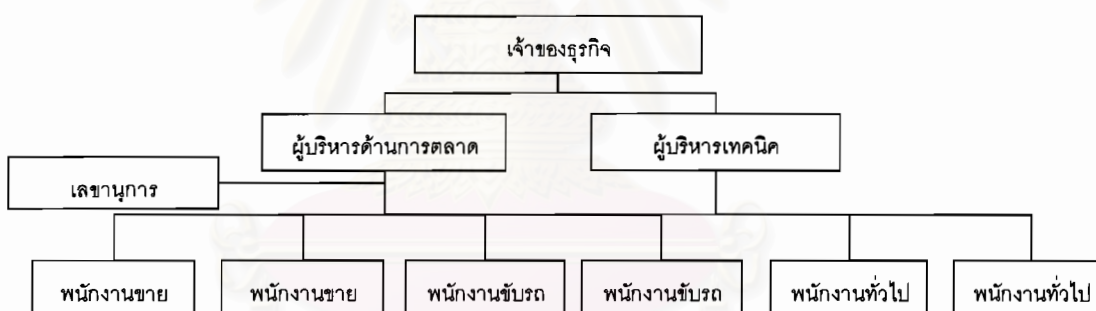 เจ้าของธุรกิจ
ผู้บริหารด้านการตลาด
ผู้บริหารเทคนิค
เลขานุการ
พนักงานขาย
พนักงานขาย
พนักงานขับรถ
พนักงานขับรถ
พนักงานทั่วไป
พนักงานทั่วไป